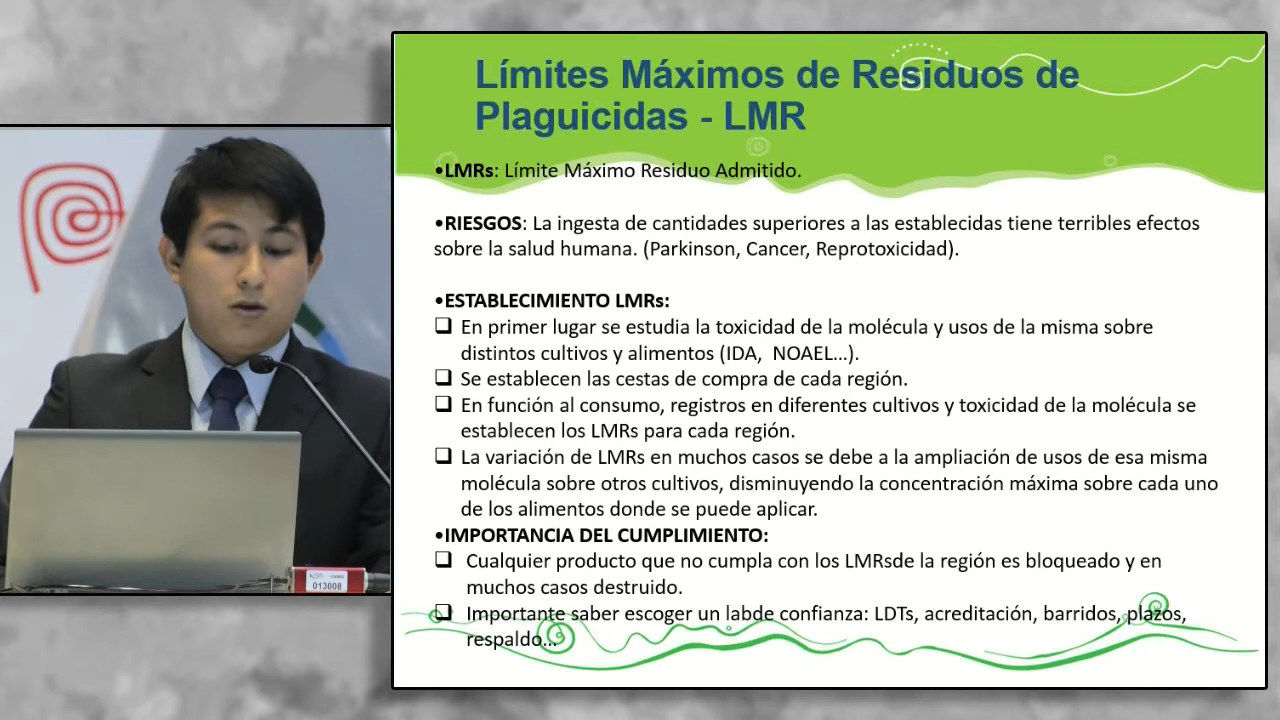 Límites Máximos de Residuos de
Plaguicidas - LMR
•LMRs: Límite Máximo Residuo Admitido.
•RIESGOS: La ingesta de cantidades superiores a las establecidas tiene terribles efectos
sobre la salud humana. (Parkinson, Cancer, Reprotoxicidad).
•ESTABLECIMIENTO LMRs:
❑ En primer lugar se estudia la toxicidad de la molécula y usos de la misma sobre
distintos cultivos y alimentos (IDA, NOAEL…).
❑ Se establecen las cestas de compra de cada región.
❑ En función al consumo, registros en diferentes cultivos y toxicidad de la molécula se
establecen los LMRs para cada región.
❑ La variación de LMRs en muchos casos se debe a la ampliación de usos de esa misma
molécula sobre otros cultivos, disminuyendo la concentración máxima sobre cada uno
de los alimentos donde se puede aplicar.
•IMPORTANCIA DEL CUMPLIMIENTO:
❑ Cualquier producto que no cumpla con los LMRsde la región es bloqueado y en
muchos casos destruido.
❑ Importante saber escoger un labde confianza: LDTs, acreditación, barridos, plazos,
respaldo…
013008